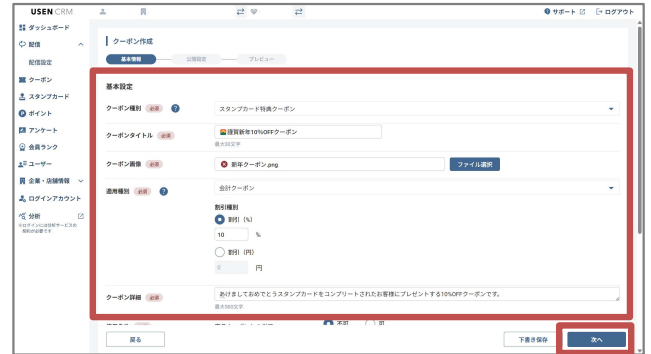 USEN CRM
サポート
ログアウト
ダッシュボード
配信
配信設定
クーポン
スタンプカード
ポイント
アンケート
会員ランク
ユーザー
企業・店舗情報
ログインアカウント
分析
※ログインには分析サービスの
契約が必要です
クーポン作成
基本情報
公開設定
プレビュー
基本設定
クーポン種別 必須 ?
スタンプカード特典クーポン
クーポンタイトル 必須
🌅謹賀新年10%OFFクーポン
最大30文字
クーポン画像 必須
新年クーポン.png
ファイル選択
適用種別 必須 ?
会計クーポン
割引種別
割引（%）
10 %
割引（円）
0 円
クーポン詳細 必須
あけましておめでとうスタンプカードをコンプリートされたお客様にプレゼントする10%OFFクーポンです。
不可 可
戻る
下書き保存
次へ